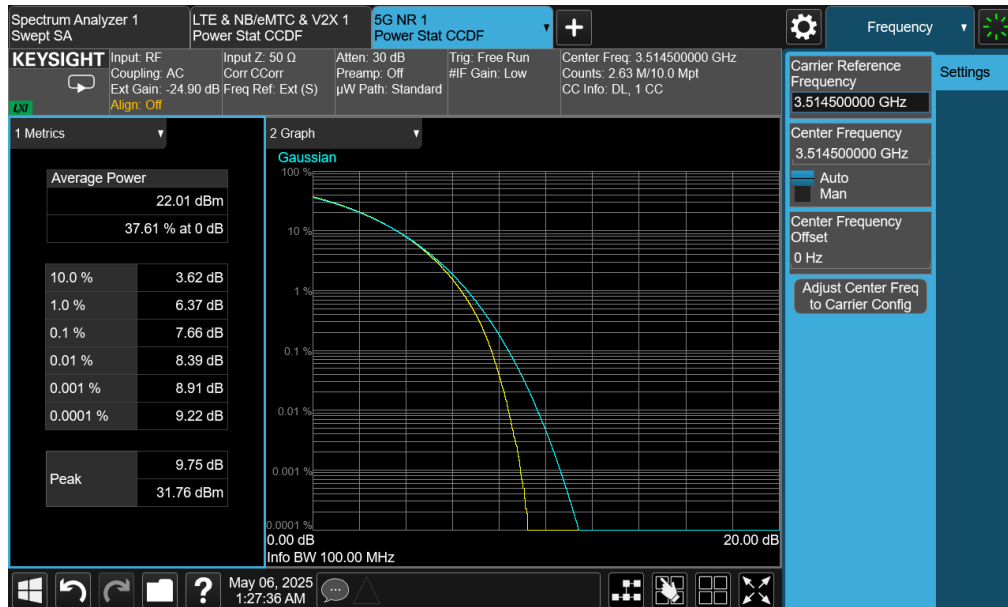 Spectrum Analyzer 1
Swept SA
LTE & NB/eMTC & V2X 1
Power Stat CCDF
5G NR 1
Power Stat CCDF
Frequency
KEYSIGHT
LXI
Input: RF
Coupling: AC
Ext Gain: -24.90 dB
Align: Off
Input Z: 50 Ω
Corr CCorr
Freq Ref: Ext (S)
Atten: 30 dB
Preamp: Off
µW Path: Standard
Trig: Free Run
#IF Gain: Low
Center Freq: 3.514500000 GHz
Counts: 2.63 M/10.0 Mpt
CC Info: DL, 1 CC
1 Metrics
Average Power
22.01 dBm
37.61 % at 0 dB
10.0 % 3.62 dB
1.0 % 6.37 dB
0.1 % 7.66 dB
0.01 % 8.39 dB
0.001 % 8.91 dB
0.0001 % 9.22 dB
Peak
9.75 dB
31.76 dBm
2 Graph
Gaussian
100 %
10 %
1 %
0.1 %
0.01 %
0.001 %
0.0001 %
0.00 dB 20.00 dB
Info BW 100.00 MHz
Carrier Reference
Frequency
3.514500000 GHz
Center Frequency
3.514500000 GHz
Auto
Man
Center Frequency
Offset
0 Hz
Adjust Center Freq
to Carrier Config
Settings
May 06, 2025
1:27:36 AM